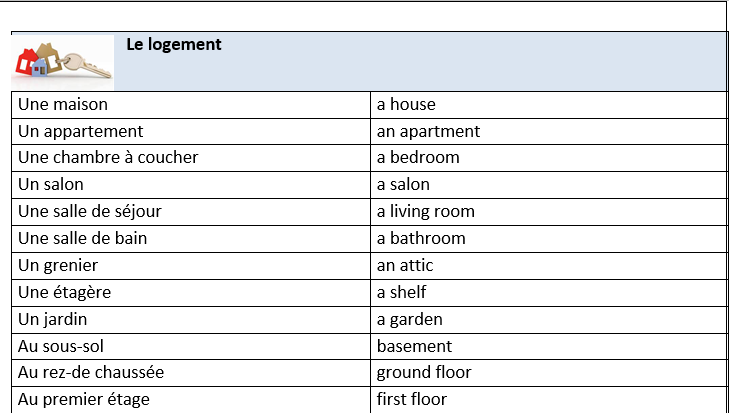 Le logement
Une maison a house
Un appartement an apartment
Une chambre à coucher a bedroom
Un salon a salon
Une salle de séjour a living room
Une salle de bain a bathroom
Un grenier an attic
Une étagère a shelf
Un jardin a garden
Au sous-sol basement
Au rez-de chaussée ground floor
Au premier étage first floor